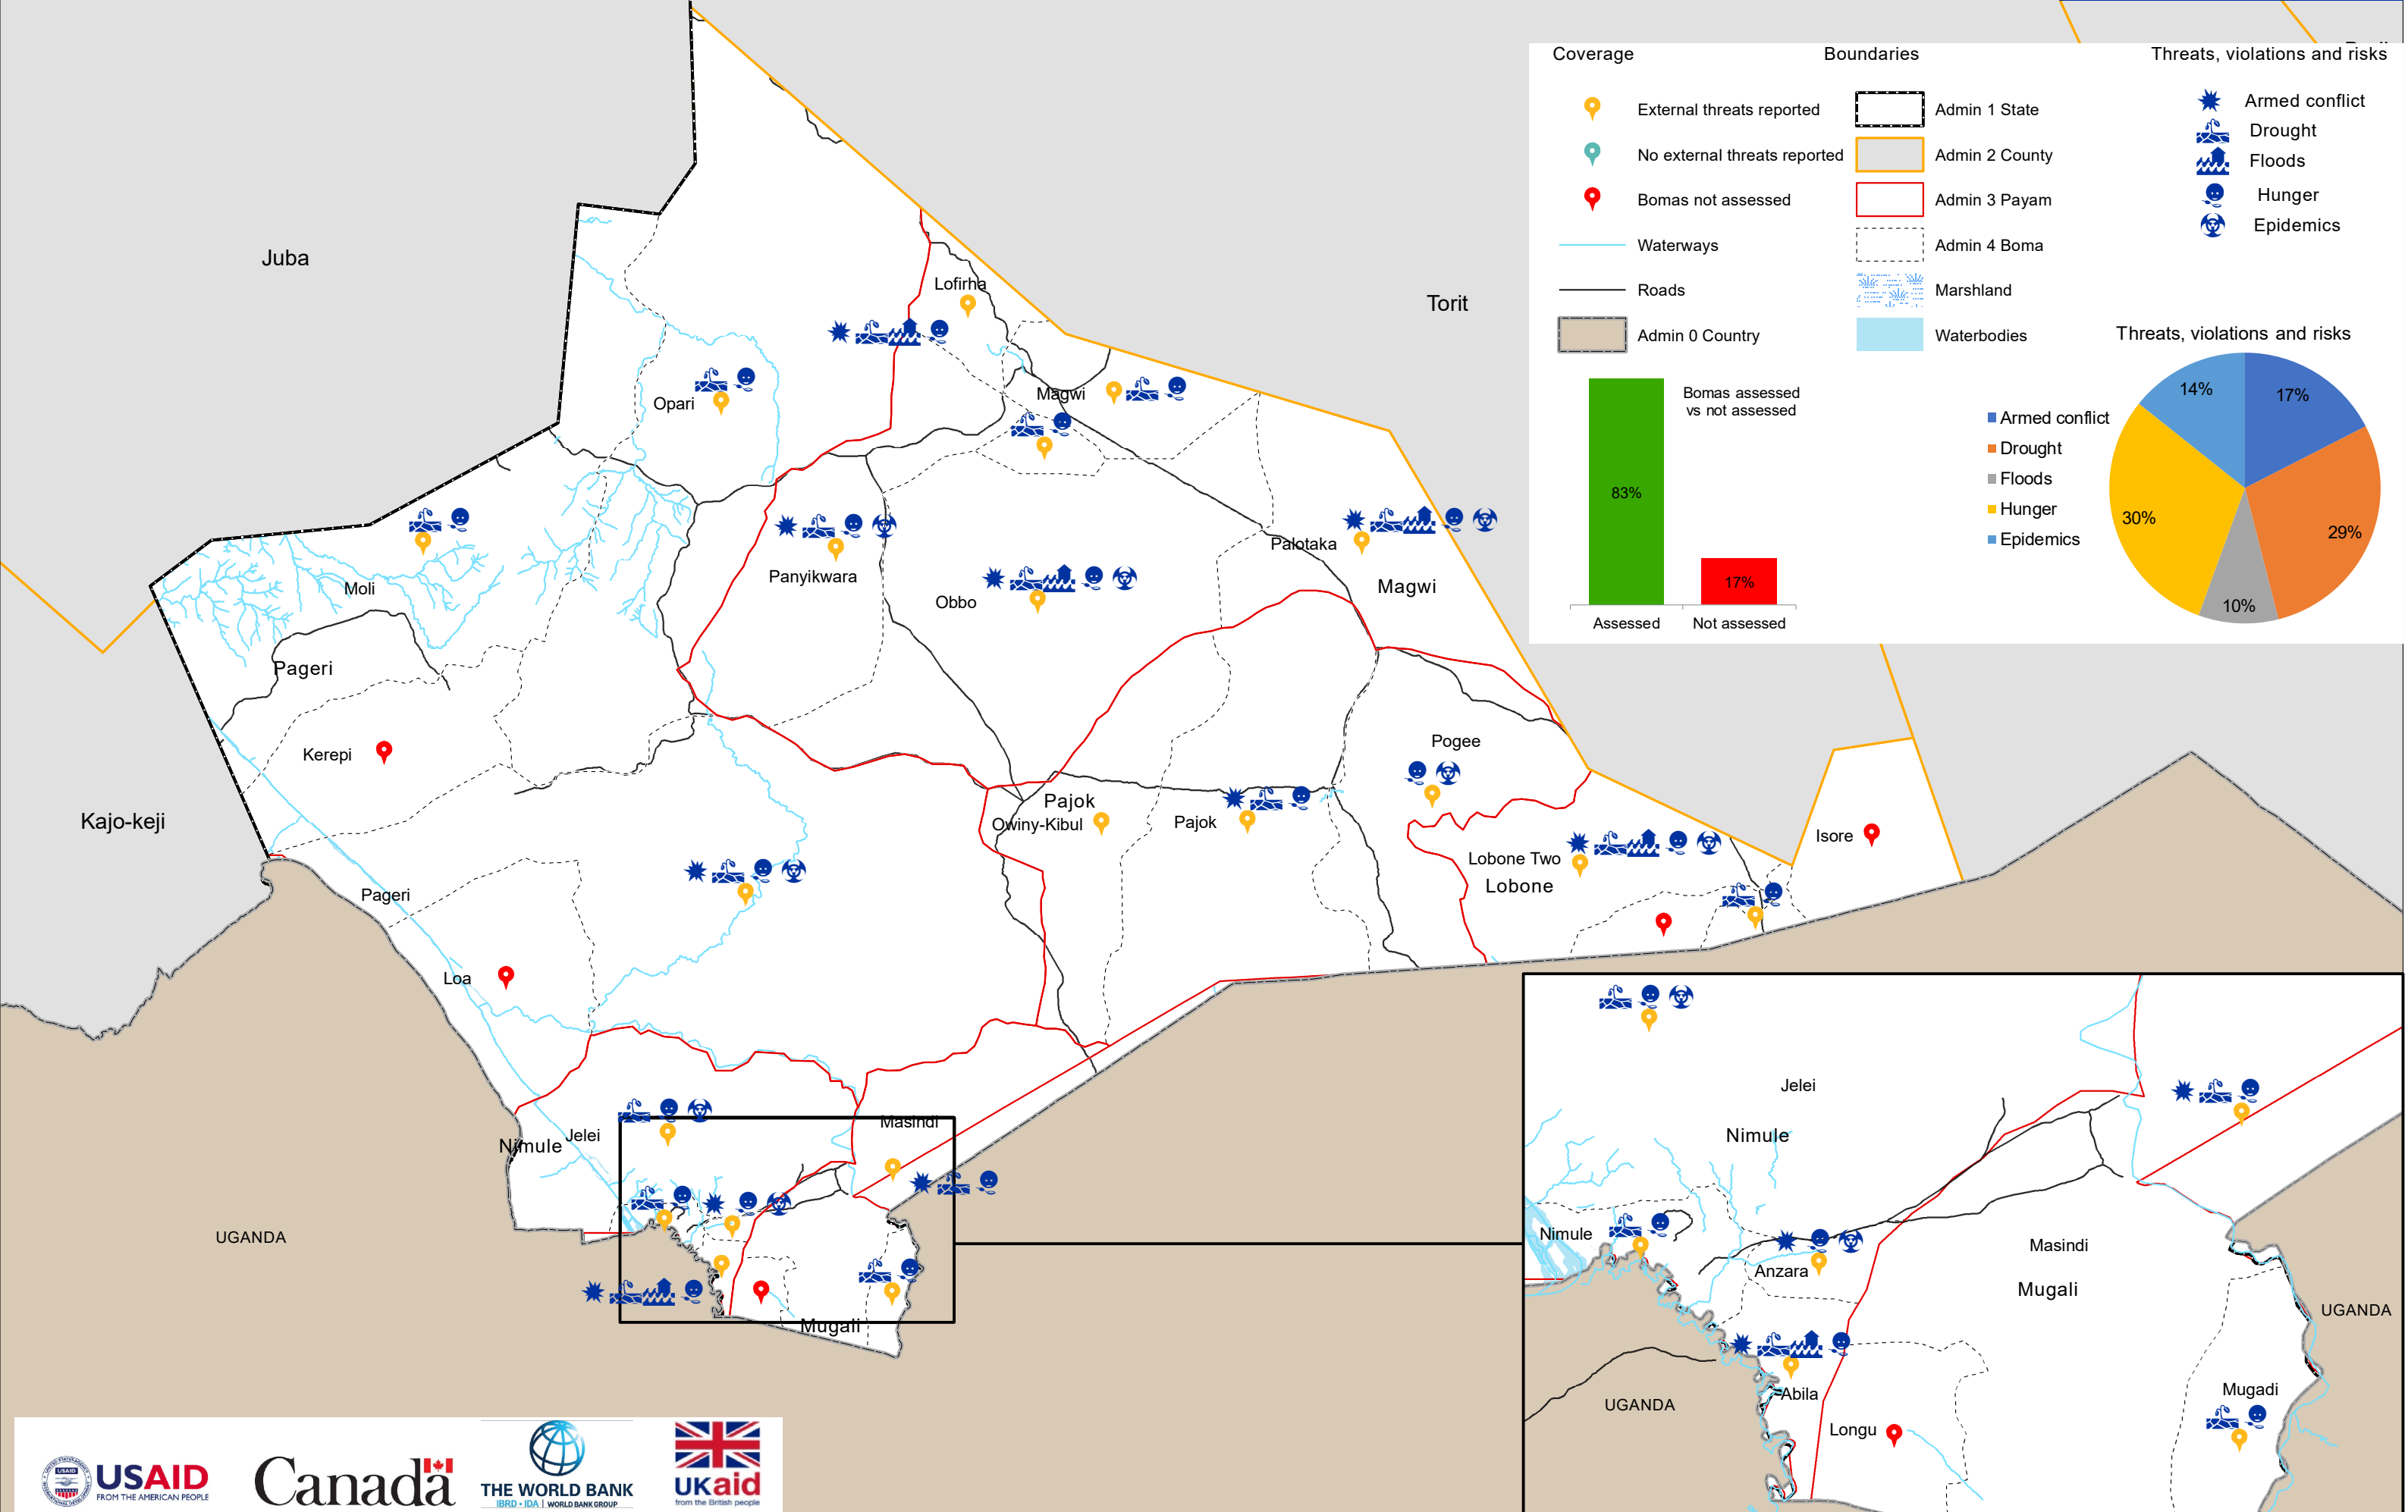 Coverage
Boundaries
Threats, violations and risks
External threats reported
No external threats reported
Bomas not assessed
Waterways
Roads
Admin 0 Country
Admin 1 State
Admin 2 County
Admin 3 Payam
Admin 4 Boma
Marshland
Waterbodies
Armed conflict
Drought
Floods
Hunger
Epidemics
Bomas assessed
vs not assessed
83%
17%
Assessed
Not assessed
Threats, violations and risks
Armed conflict
Drought
Floods
Hunger
Epidemics
14%
17%
30%
29%
10%
Juba
Torit
Lofirha
Magwi
Opari
Palotaka
Panyikwara
Magwi
Moli
Obbo
Pageri
Pogee
Kerepi
Pajok
Kajo-keji
Owiny-Kibul
Pajok
Isore
Lobone Two
Lobone
Pageri
Loa
Masindi
Jelei
Nimule
UGANDA
Mugali
Jelei
Nimule
Nimule
Masindi
Anzara
Mugali
UGANDA
Abila
Mugadi
UGANDA
Longu
USAID
USAID
FROM THE AMERICAN PEOPLE
Canada
THE WORLD BANK
IBRD • IDA | WORLD BANK GROUP
UKaid
from the British people